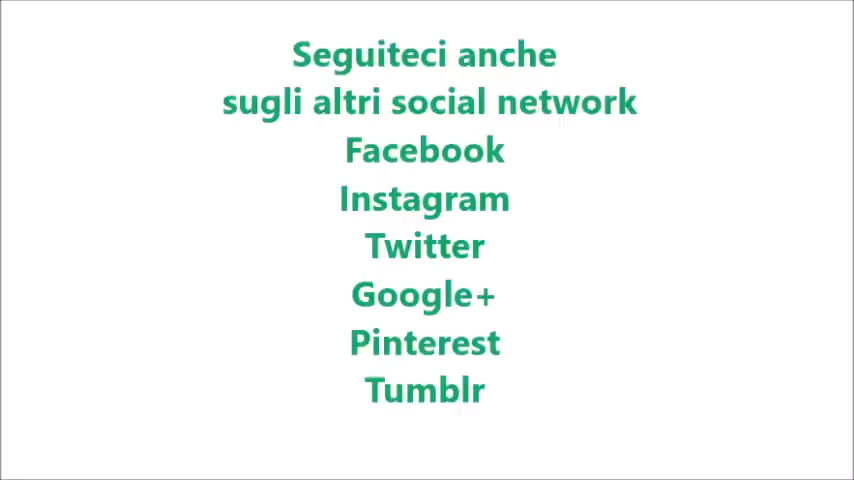 Seguiteci anche
sugli altri social network
Facebook
Instagram
Twitter
Google+
Pinterest
Tumblr